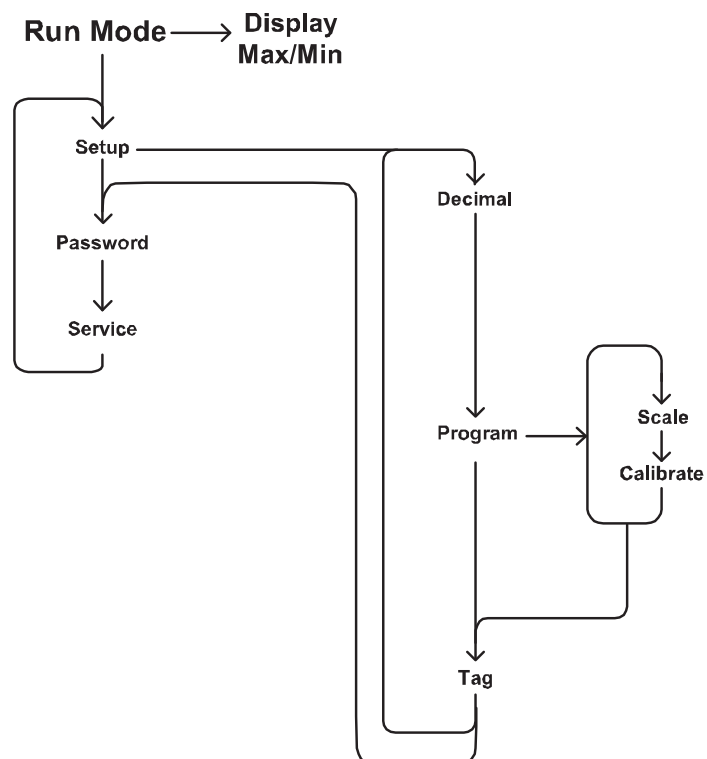 Run Mode
Display
Max/Min
Setup
Decimal
Password
Service
Program
Scale
Calibrate
Tag